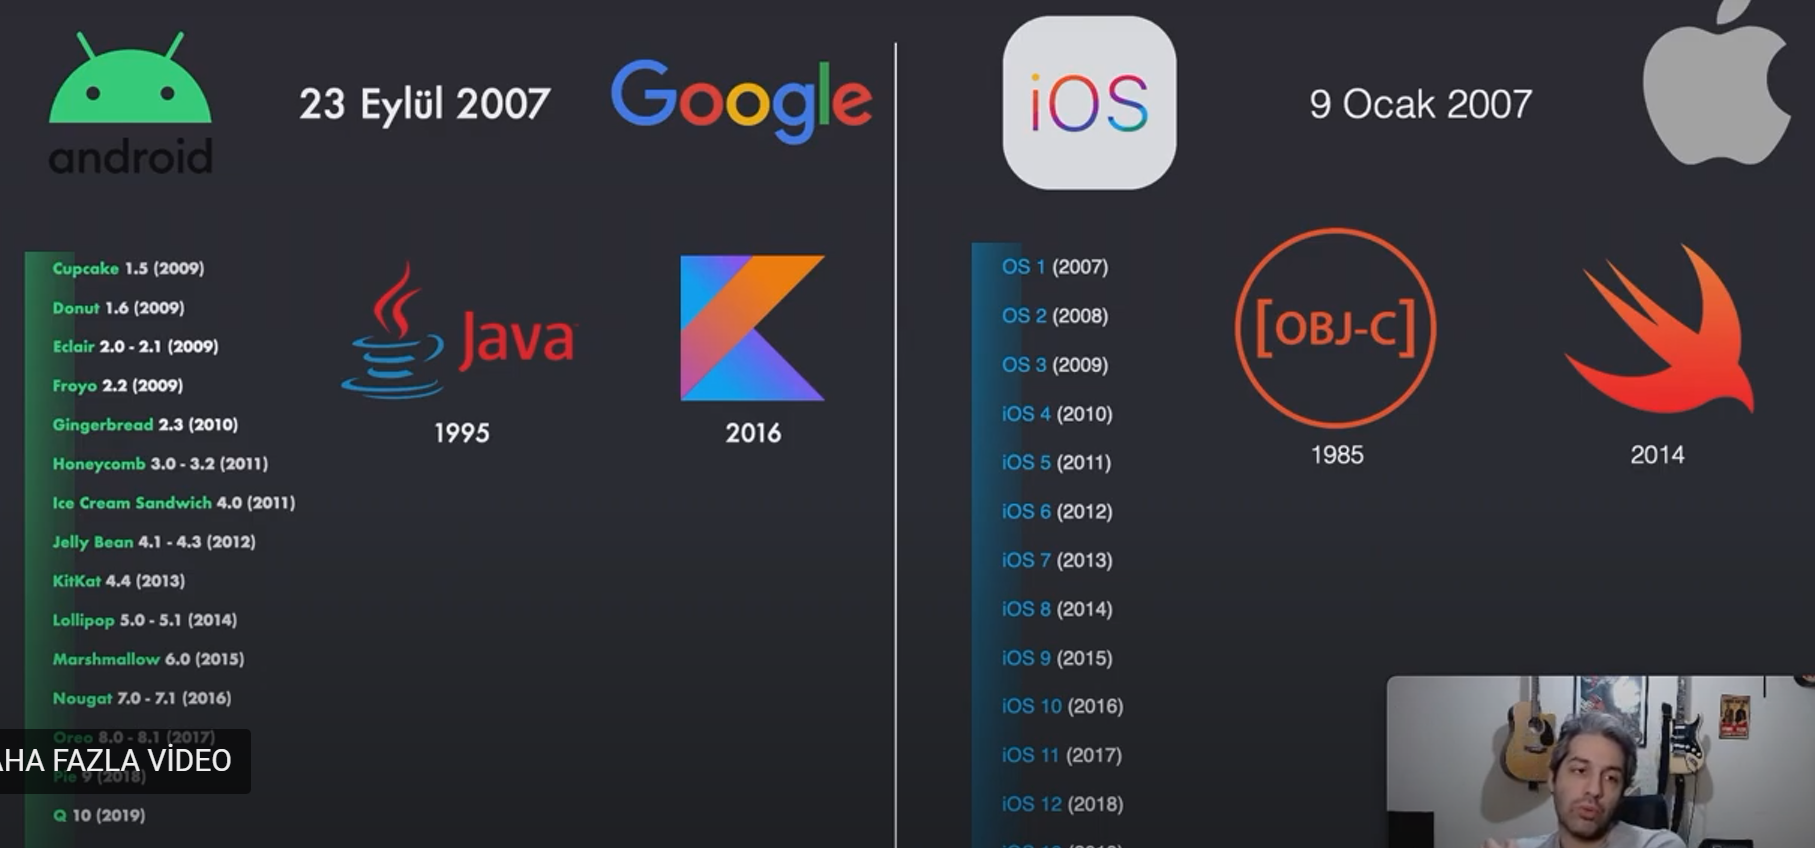 android
23 Eylül 2007
Google
iOS
9 Ocak 2007
Cupcake 1.5 (2009)
Donut 1.6 (2009)
Eclair 2.0 - 2.1 (2009)
Froyo 2.2 (2009)
Gingerbread 2.3 (2010)
Honeycomb 3.0 - 3.2 (2011)
Ice Cream Sandwich 4.0 (2011)
Jelly Bean 4.1 - 4.3 (2012)
KitKat 4.4 (2013)
Lollipop 5.0 - 5.1 (2014)
Marshmallow 6.0 (2015)
Nougat 7.0 - 7.1 (2016)
Oreo 8.0 - 8.1 (2017)
AHA FAZLA VİDEO
Pie 9 (2018)
Q 10 (2019)
Java
1995
2016
OS 1 (2007)
OS 2 (2008)
OS 3 (2009)
iOS 4 (2010)
iOS 5 (2011)
iOS 6 (2012)
iOS 7 (2013)
iOS 8 (2014)
iOS 9 (2015)
iOS 10 (2016)
iOS 11 (2017)
iOS 12 (2018)
[OBJ-C]
1985
2014